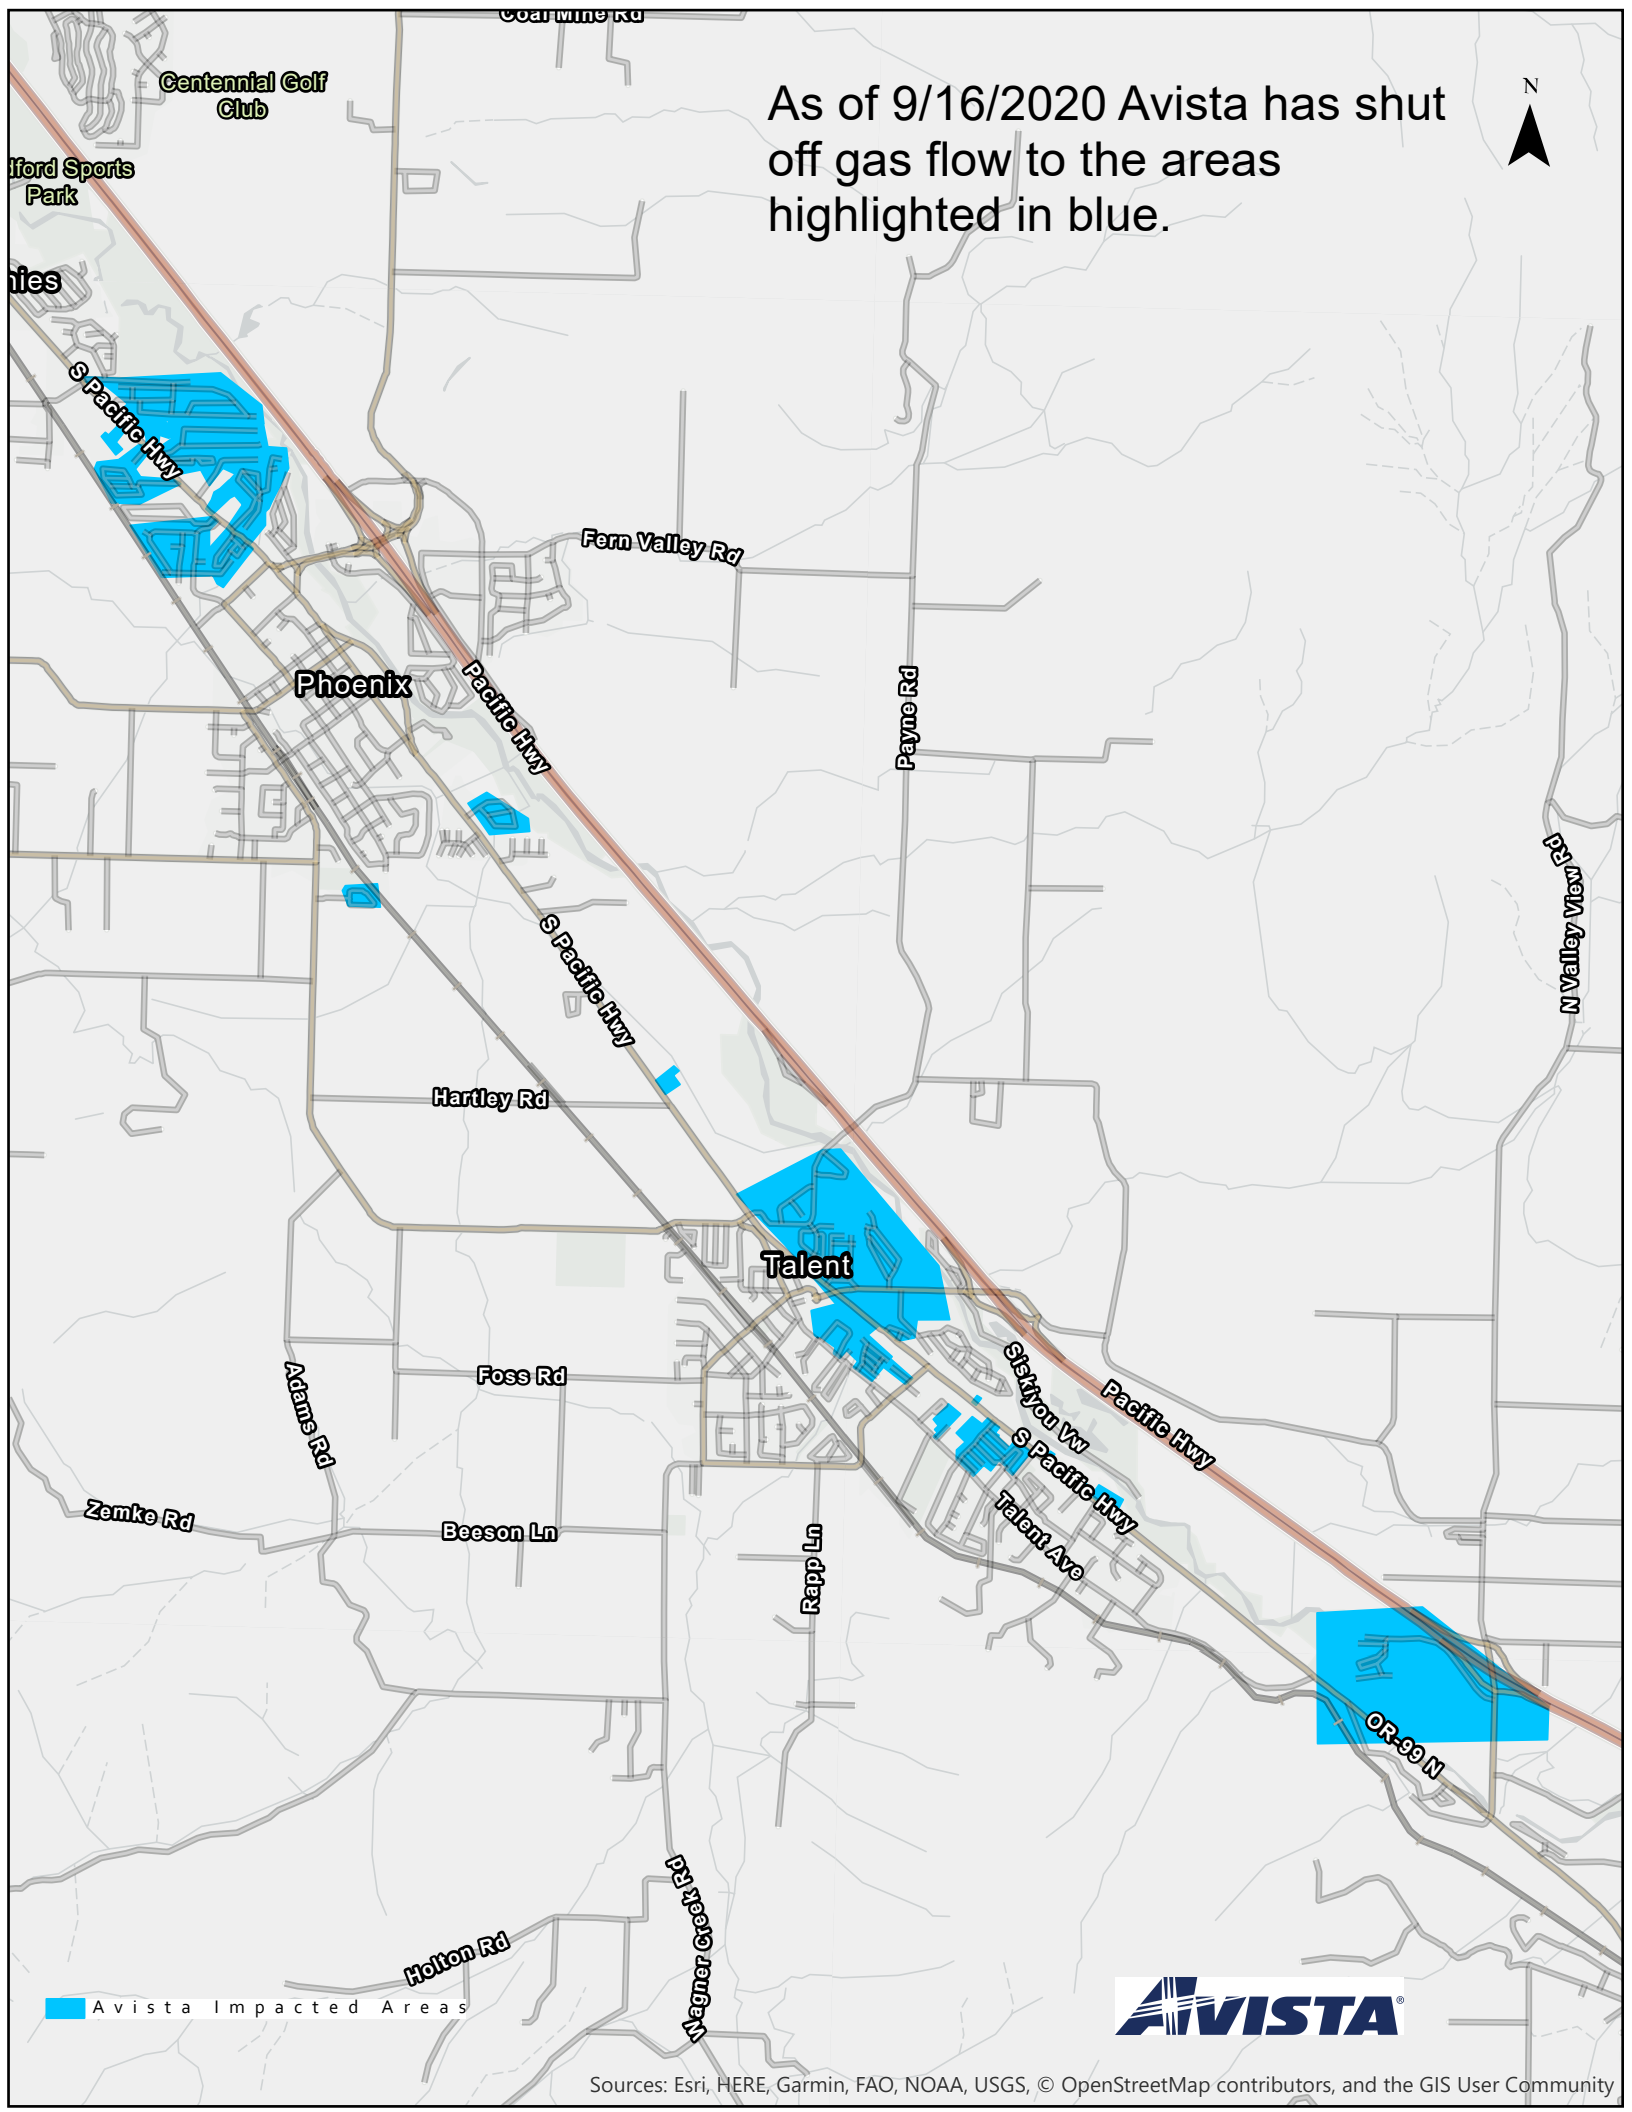 Coal Mine Rd
Centennial Golf
Club
As of 9/16/2020 Avista has shut
off gas flow to the areas
highlighted in blue.
N
dford Sports
Park
nies
S Pacific Hwy
Fern Valley Rd
Phoenix
Pacific Hwy
Payne Rd
N Valley View Rd
S Pacific Hwy
Hartley Rd
Talent
Siskiyou Vw
Foss Rd
Adams Rd
Pacific Hwy
S Pacific Hwy
Zemke Rd
Beeson Ln
Talent Ave
Rapp Ln
OR-99 N
Wagner Creek Rd
Holton Rd
Avista Impacted Areas
AVISTA®
Sources: Esri, HERE, Garmin, FAO, NOAA, USGS, © OpenStreetMap contributors, and the GIS User Community